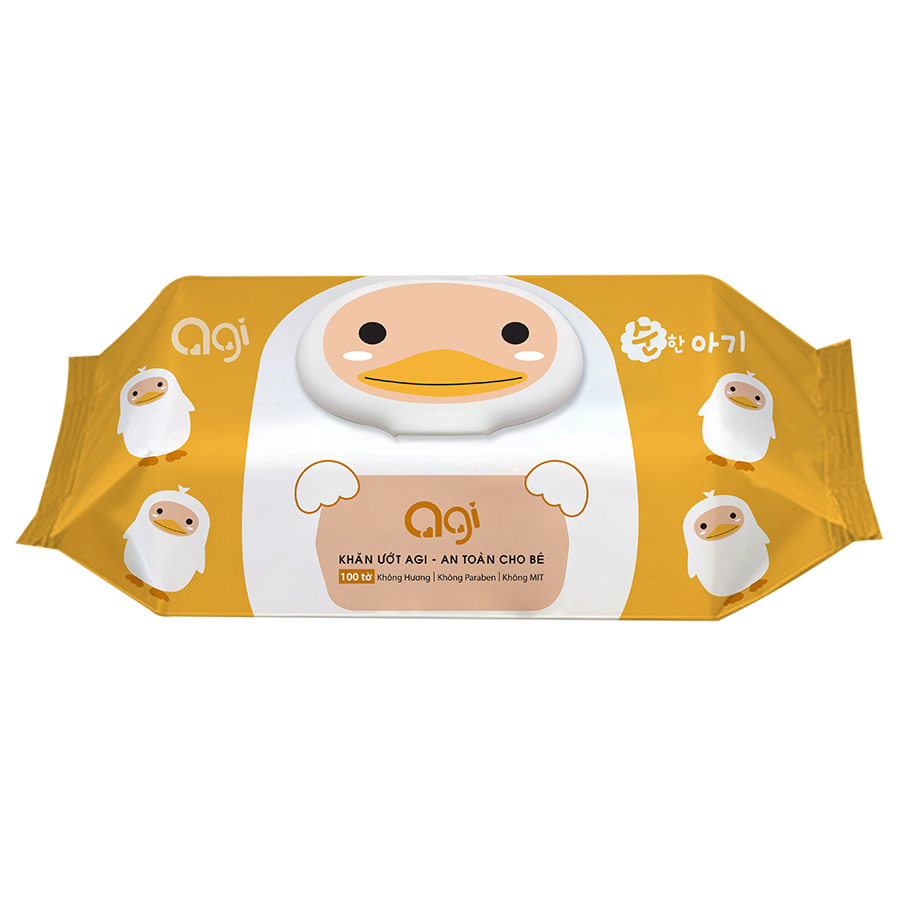 agi
순한 아기
agi
KHĂN ƯỚT AGI - AN TOÀN CHO BÉ
100 tờ Không Hương | Không Paraben | Không MIT